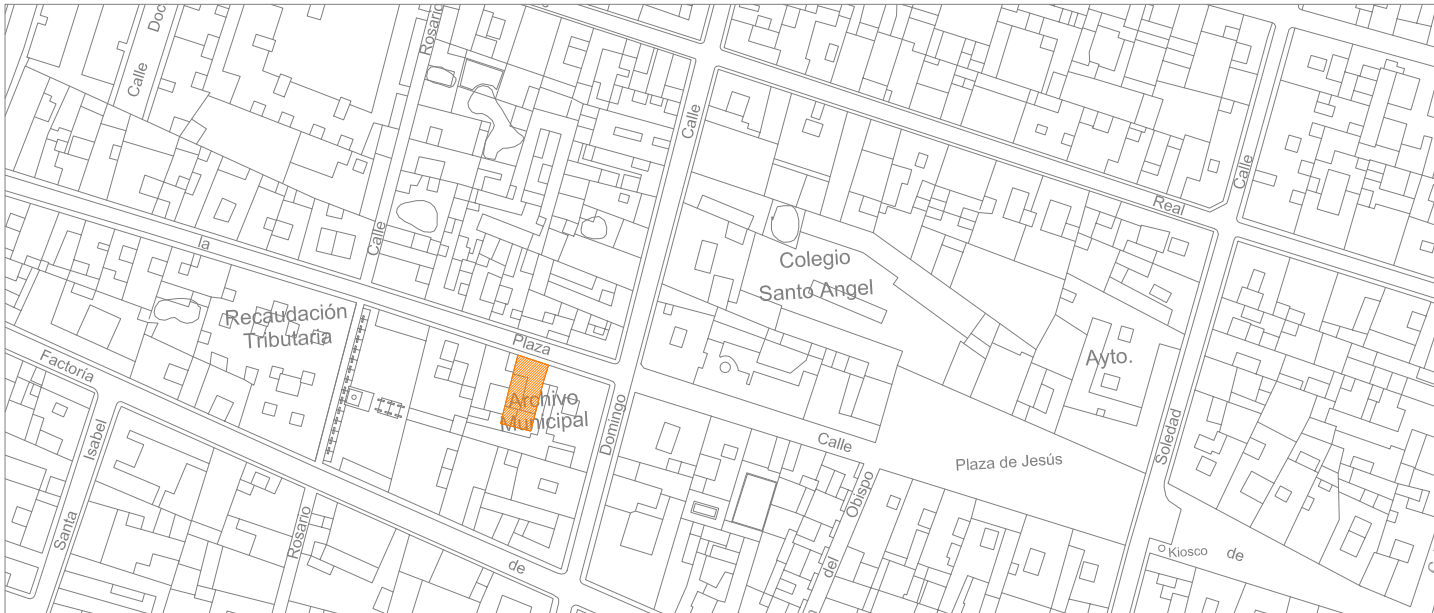 Doc
Calle
Rosario
Calle
Calle
Real
la
Calle
Colegio
Santo Angel
Recaudación
Tributaria
Plaza
Ayto.
Factoría
Archivo
Municipal
Isabel
Domingo
Calle
Soledad
Plaza de Jesús
Obispo
Santa
Rosario
de
del
Kiosco
de